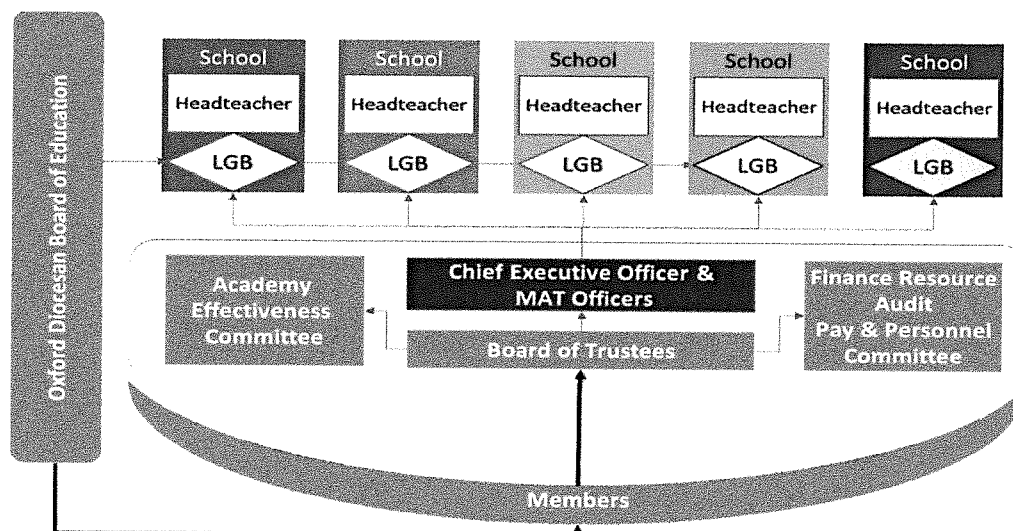 Oxford Diocesan Board of Education
School
Headteacher
LGB
School
Headteacher
LGB
School
Headteacher
LGB
School
Headteacher
LGB
School
Headteacher
LGB
Academy
Effectiveness
Committee
Chief Executive Officer &
MAT Officers
Board of Trustees
Finance Resource
Audit
Pay & Personnel
Committee
Members